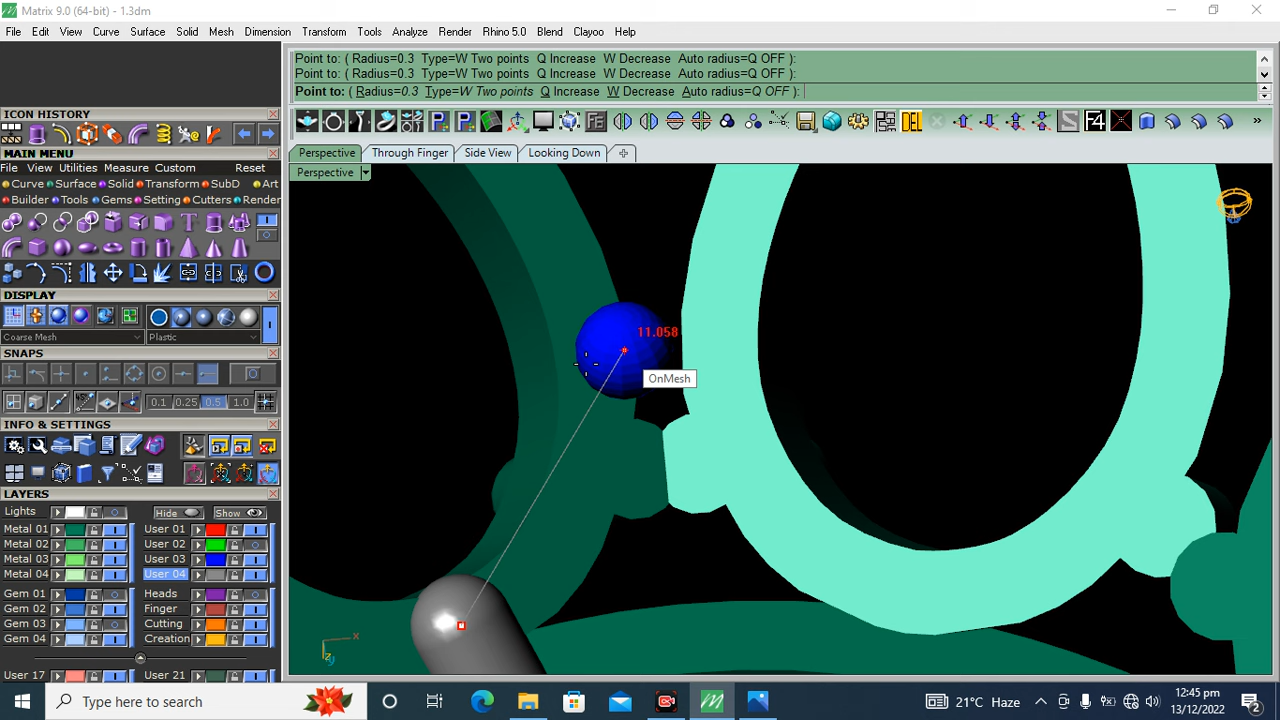 Matrix 9.0 (64-bit) - 1.3dm
File Edit View Curve Surface Solid Mesh Dimension Transform Tools Analyze Render Rhino 5.0 Blend Clayoo Help
Point to: ( Radius=0.3 Type=W Two points Q Increase W Decrease Auto radius=Q OFF ):
Point to: ( Radius=0.3 Type=W Two points Q Increase W Decrease Auto radius=Q OFF ):
Point to: ( Radius=0.3 Type=W Two points Q Increase W Decrease Auto radius=Q OFF ):
ICON HISTORY
MAIN MENU
File View Utilities Measure Custom Reset
Curve Surface Solid Transform SubD Art
Builder Tools Gems Setting Cutters Render
DISPLAY
Coarse Mesh Plastic
SNAPS
0.1 0.25 0.5 1.0
INFO & SETTINGS
LAYERS
Lights Hide Show
Metal 01 User 01
Metal 02 User 02
Metal 03 User 03
Metal 04 User 04
Gem 01 Heads
Gem 02 Finger
Gem 03 Cutting
Gem 04 Creation
User 17 User 21
DEL F4
Perspective Through Finger Side View Looking Down
Perspective
11.058
OnMesh
x
z
Type here to search
21°C Haze
12:45 pm
13/12/2022
2